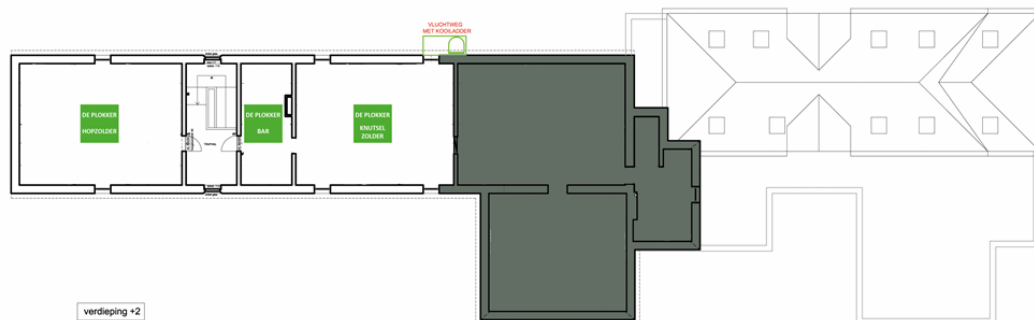 VLUCHTWEG
MET KOOILADDER
DE PLOKKER
HOPZOLDER
DE PLOKKER
BAR
DE PLOKKER
KNUTSEL
ZOLDER
verdieping +2